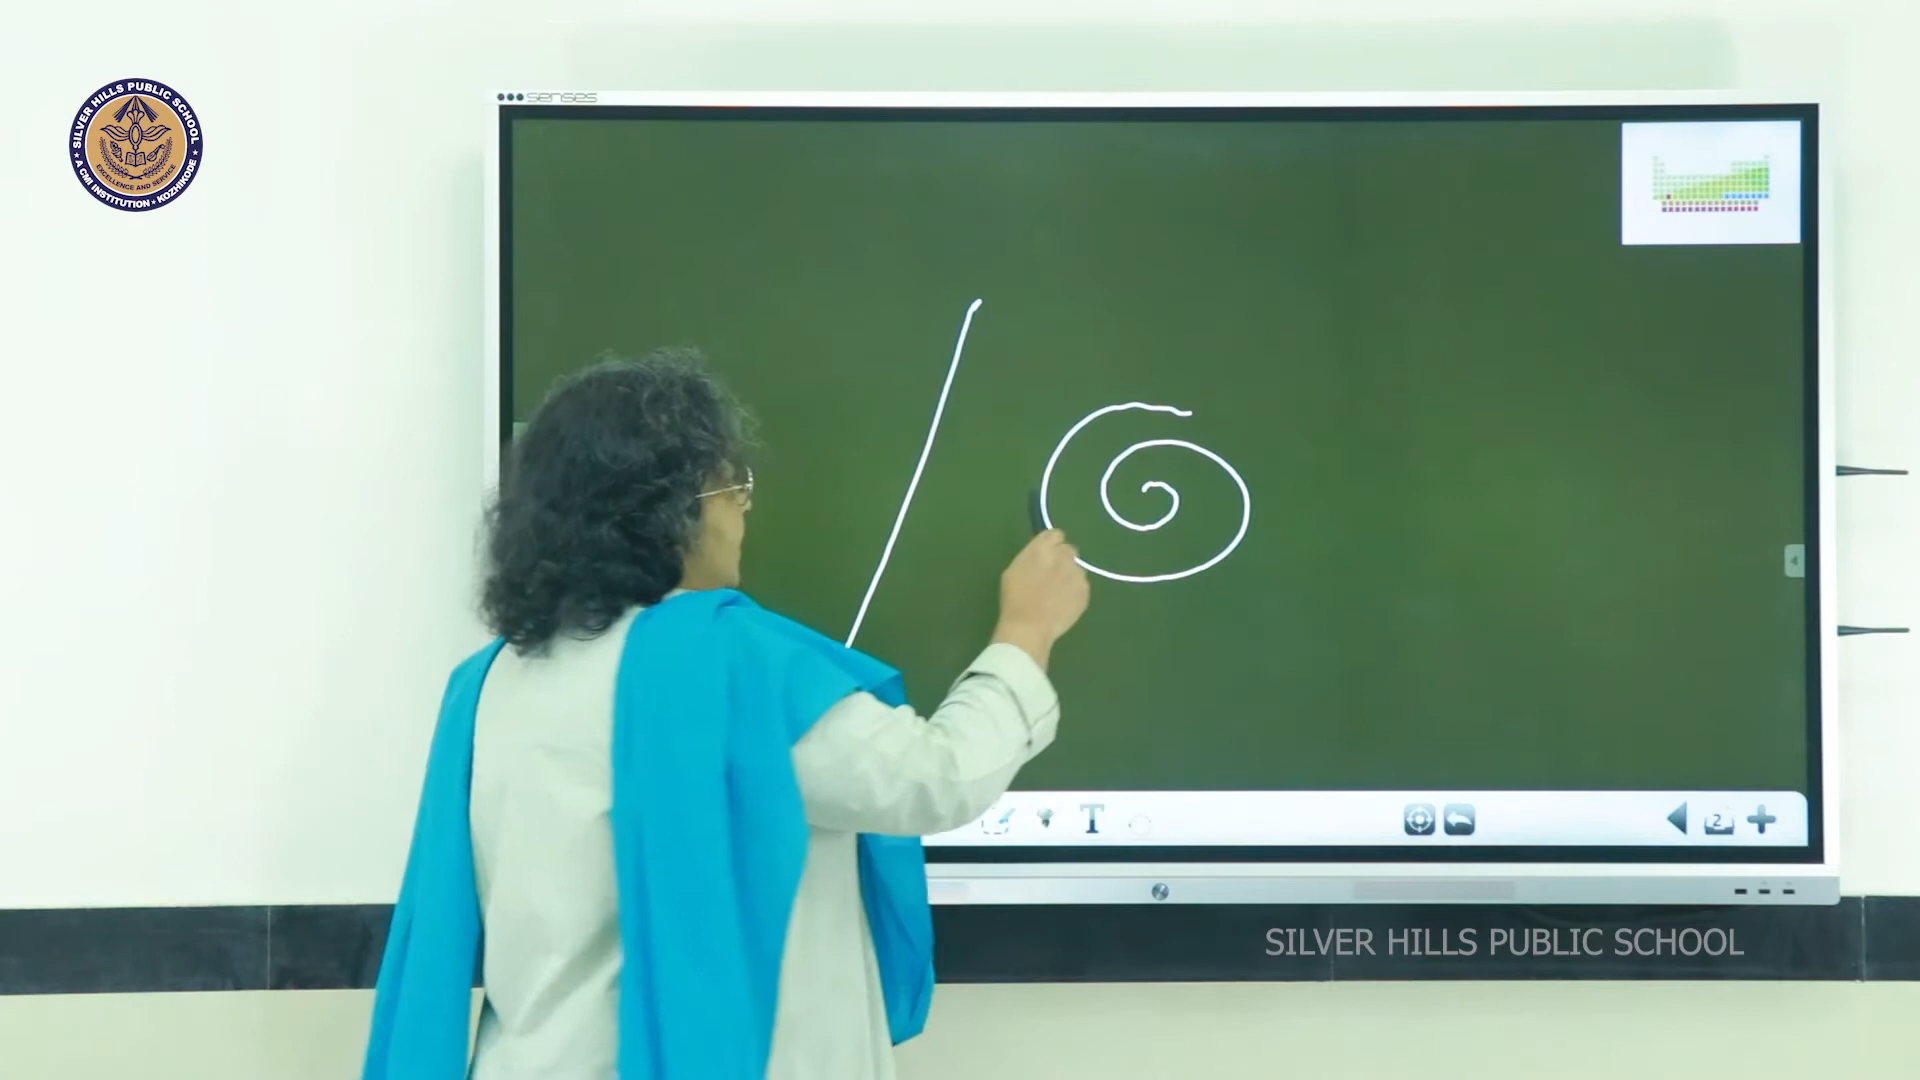 SILVER HILLS PUBLIC SCHOOL
EXCELLENCE AND SERVICE
A CMI INSTITUTION • KOZHIKODE
senses
T
2
SILVER HILLS PUBLIC SCHOOL